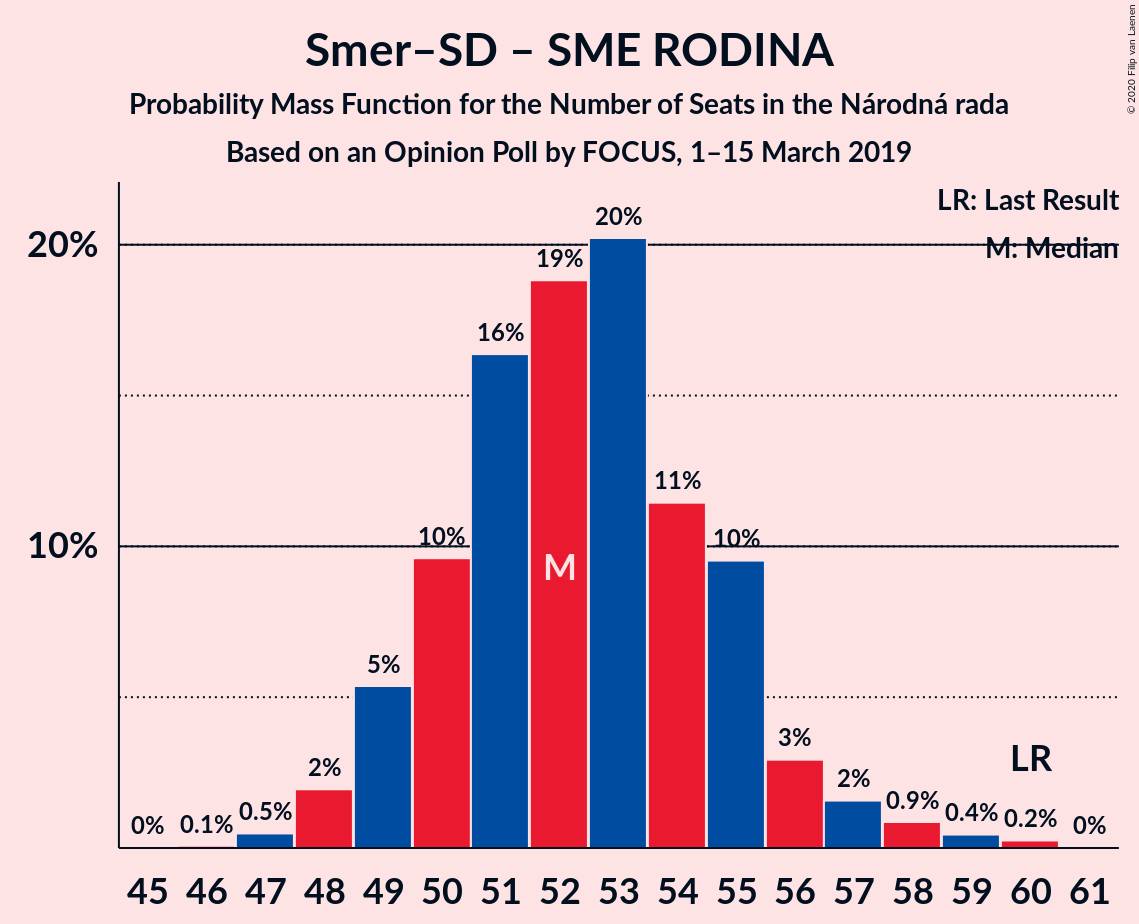 Smer–SD – SME RODINA
Probability Mass Function for the Number of Seats in the Národná rada
Based on an Opinion Poll by FOCUS, 1–15 March 2019
© 2020 Filip van Laenen
LR: Last Result
M: Median
20%
10%
0%
0.1%
0.5%
2%
5%
10%
16%
19%
20%
11%
10%
3%
2%
0.9%
0.4%
0.2%
0%
M
LR
45 46 47 48 49 50 51 52 53 54 55 56 57 58 59 60 61